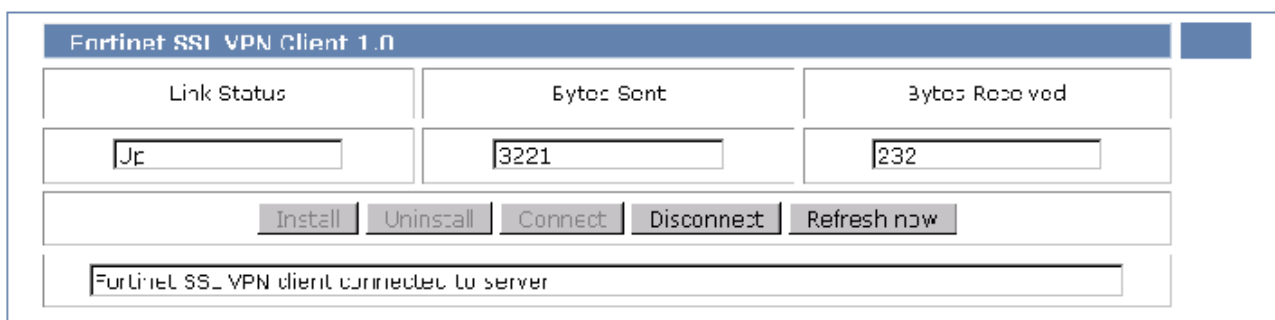 Fortinet SSL VPN Client 1.0
Link Status Bytes Sent Bytes Received
Up 3221 232
Install Uninstall Connect Disconnect Refresh now
Fortinet SSL VPN client connected to server